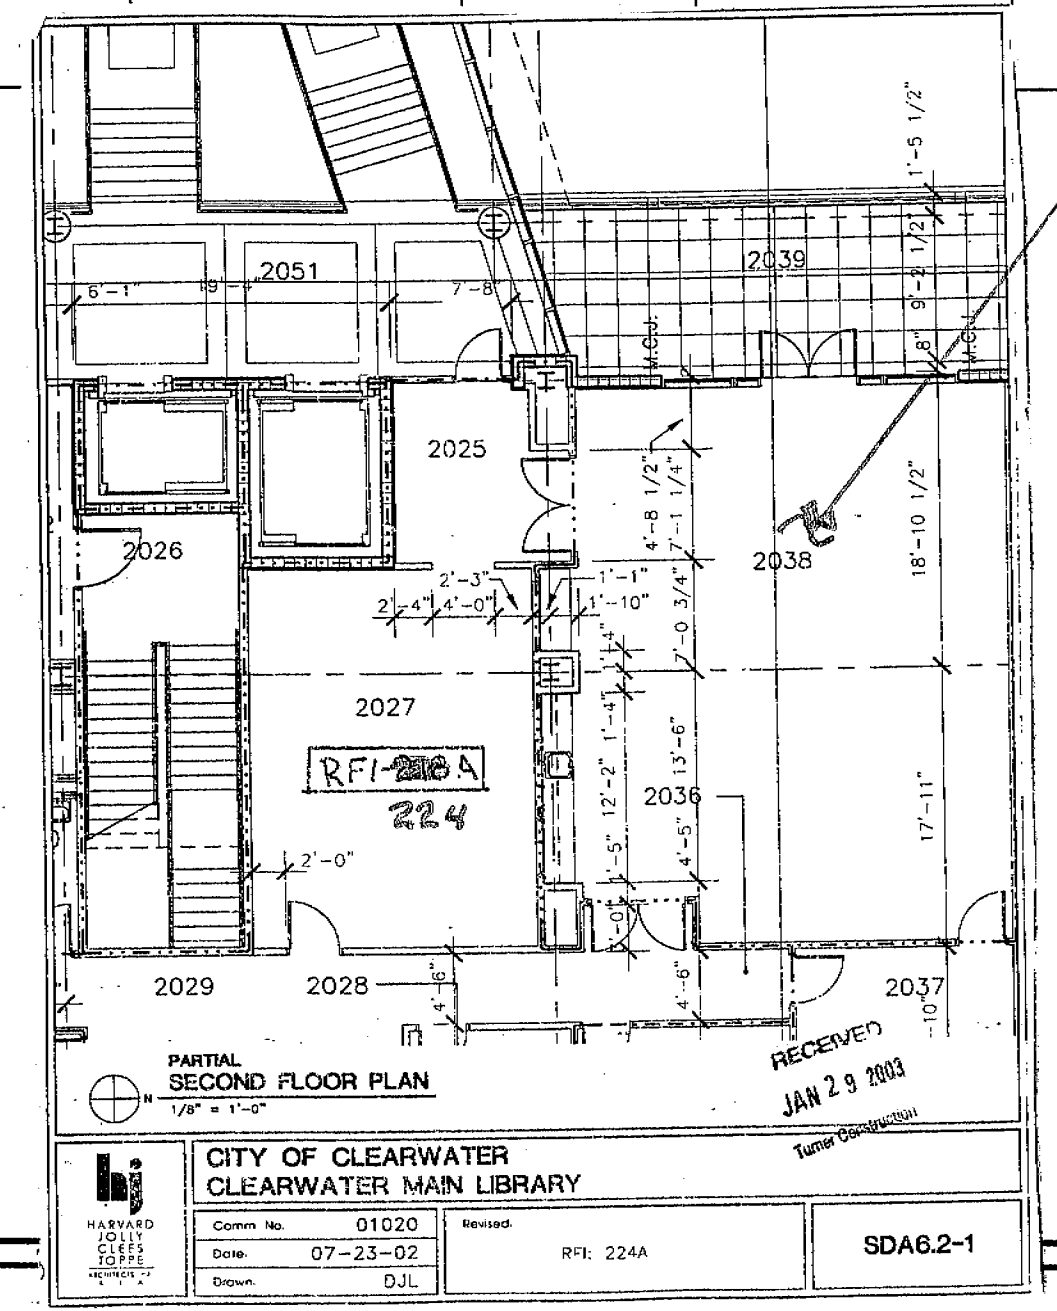 1'-5 1/2"
2051
6'-1"
19'-4"
7'-8"
2039
9'-2 1/2"
8"
M.C.J.
M.C.J.
2025
4'-8 1/2"
7'-1 1/4"
18'-10 1/2"
2026
2038
2'-3"
1'-1"
2'-4"
4'-0"
1'-10"
7'-0 3/4"
1'-4"
2027
1'-4"
13'-6"
RFI-218A
224
12'-2"
2036
17'-11"
2'-0"
1'-5"
4'-5"
2029
2028
4'-6"
4'-6"
2037
-10"
PARTIAL
SECOND FLOOR PLAN
N
1/8" = 1'-0"
RECEIVED
JAN 29 2003
Turner Construction
CITY OF CLEARWATER
CLEARWATER MAIN LIBRARY
hj
HARVARD
JOLLY
CLEES
TOPPE
ARCHITECTS
A I A
Comm No. 01020
Date. 07-23-02
Drawn. DJL
Revised.
RFI: 224A
SDA6.2-1